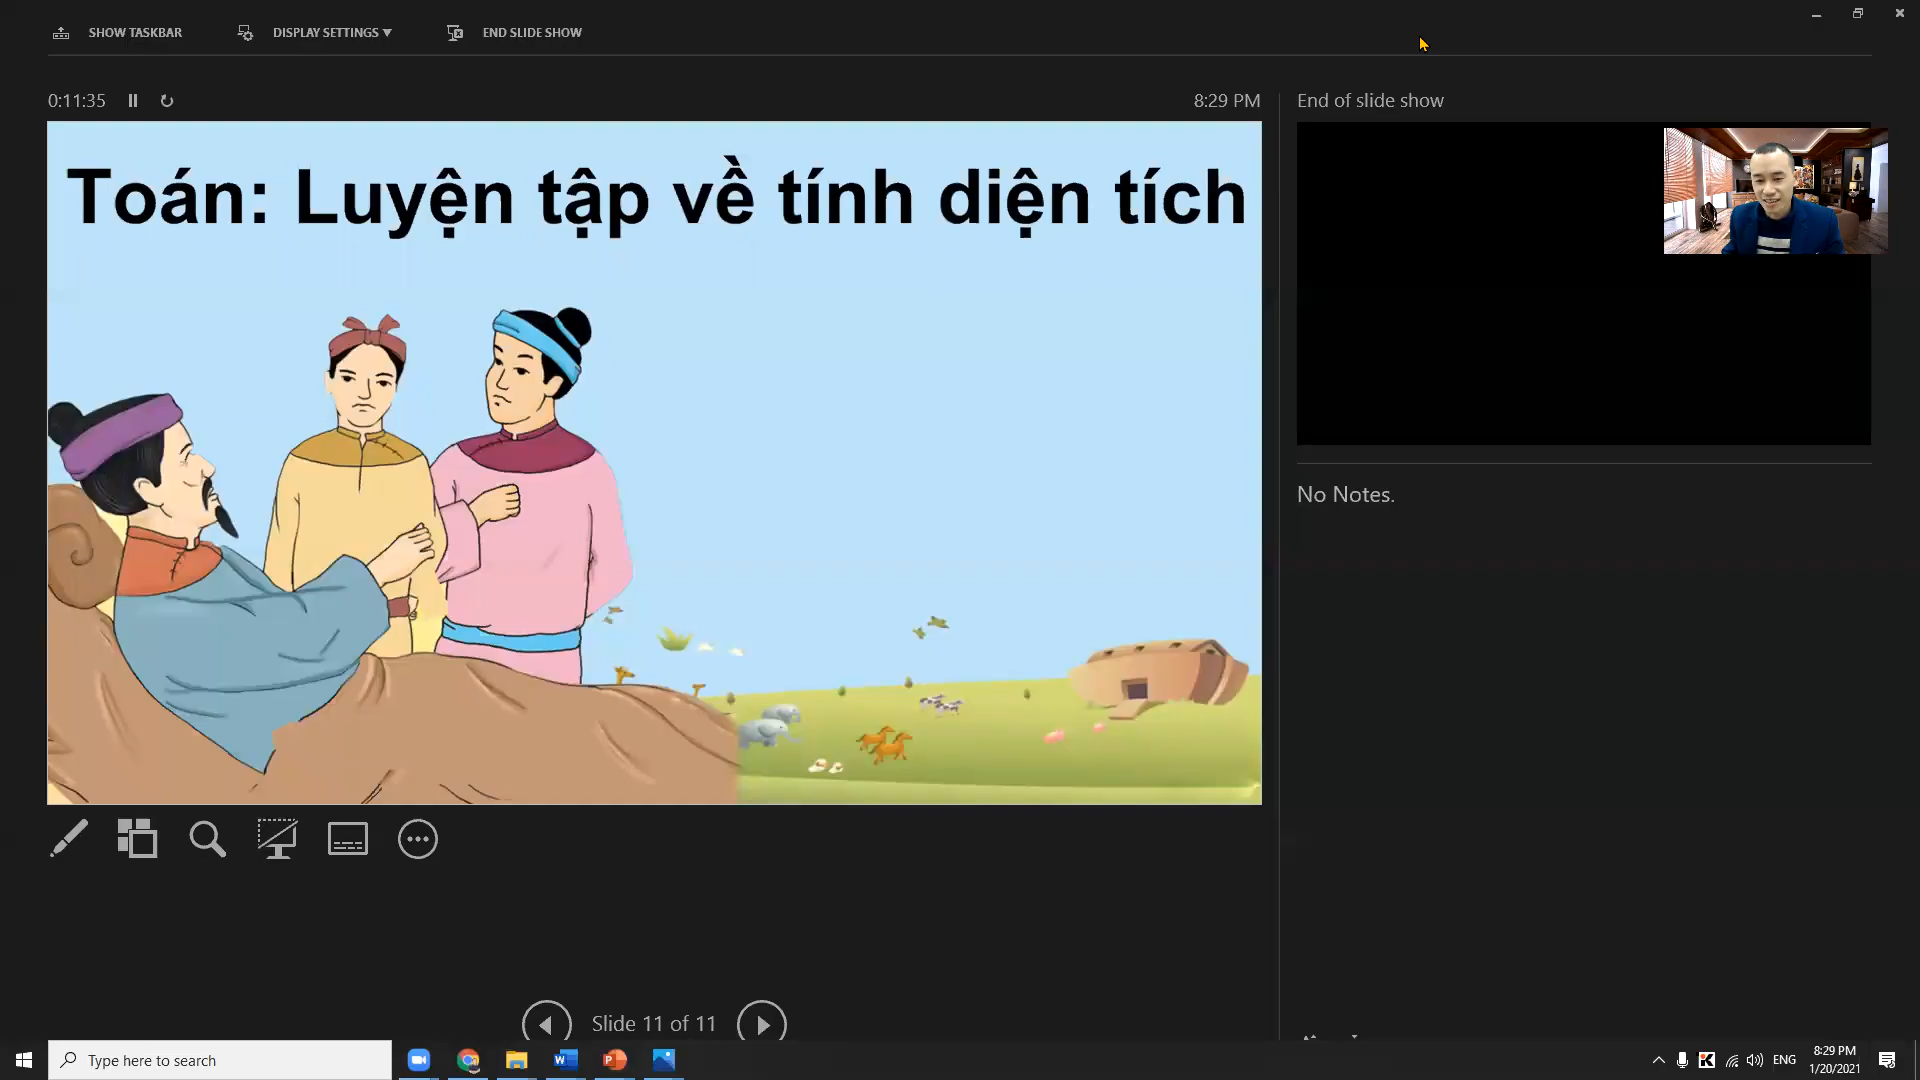 SHOW TASKBAR
DISPLAY SETTINGS ▼
END SLIDE SHOW
0:11:35
8:29 PM
End of slide show
Toán: Luyện tập về tính diện tích
No Notes.
Slide 11 of 11
Type here to search
ENG
8:29 PM
1/20/2021